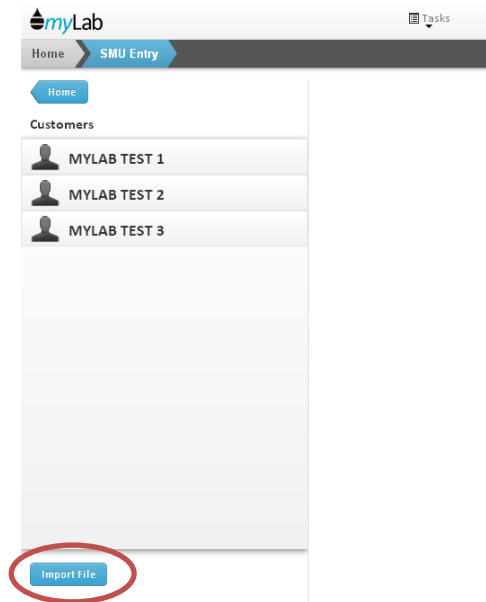 myLab
Tasks
Home SMU Entry
Home
Customers
MYLAB TEST 1
MYLAB TEST 2
MYLAB TEST 3
Import File